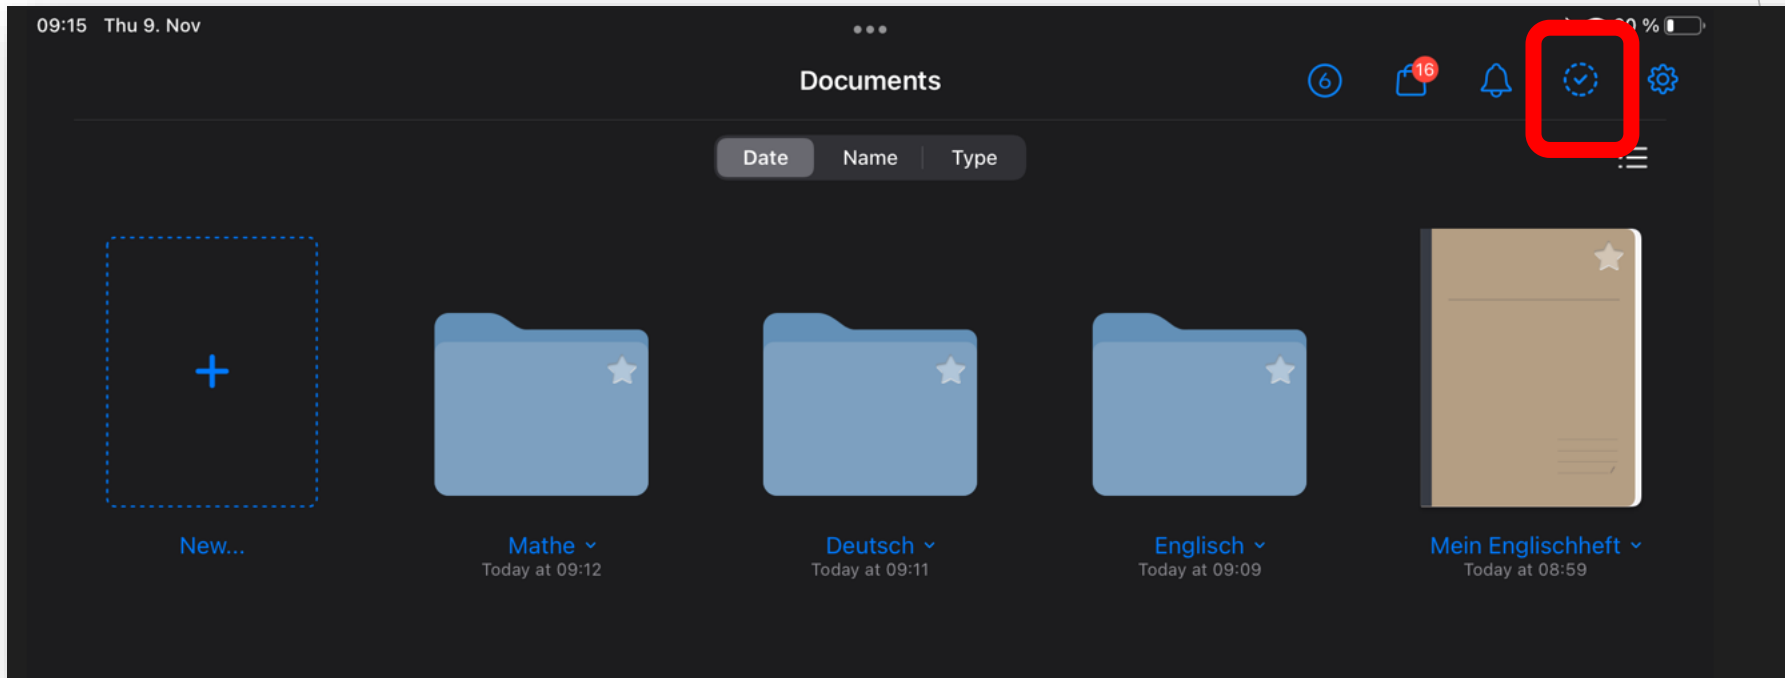 09:15 Thu 9. Nov
%
Documents
6
16
Date Name Type
New...
Mathe
Today at 09:12
Deutsch
Today at 09:11
Englisch
Today at 09:09
Mein Englischheft
Today at 08:59